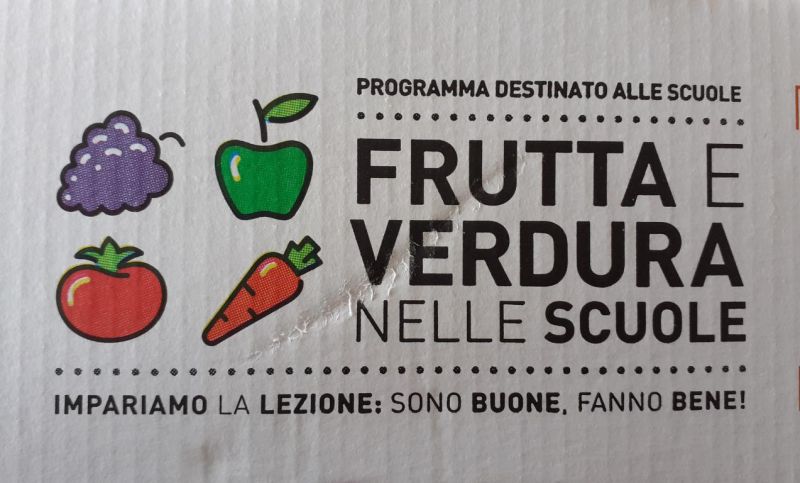 PROGRAMMA DESTINATO ALLE SCUOLE
FRUTTA E
VERDURA
NELLE SCUOLE
IMPARIAMO LA LEZIONE: SONO BUONE, FANNO BENE!